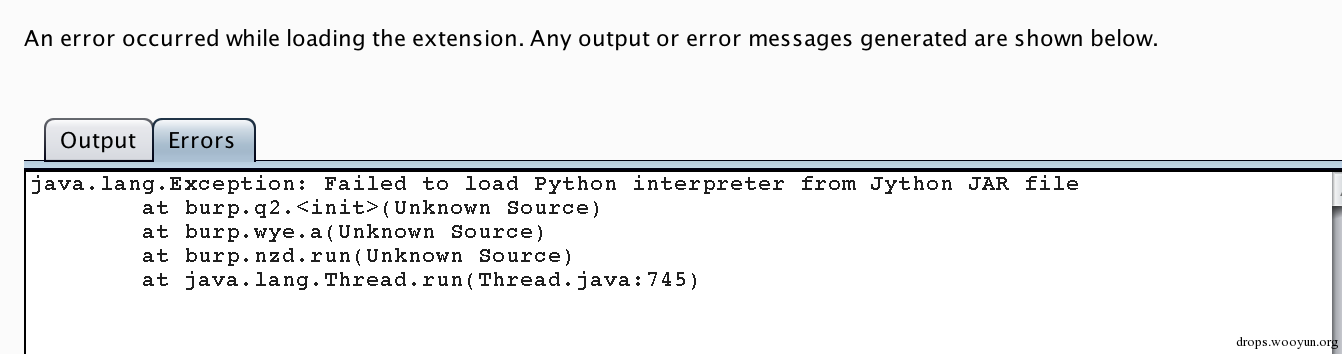 An error occurred while loading the extension. Any output or error messages generated are shown below.
Output
Errors
java.lang.Exception: Failed to load Python interpreter from Jython JAR file
at burp.q2.<init>(Unknown Source)
at burp.wye.a(Unknown Source)
at burp.nzd.run(Unknown Source)
at java.lang.Thread.run(Thread.java:745)
drops.wooyun.org